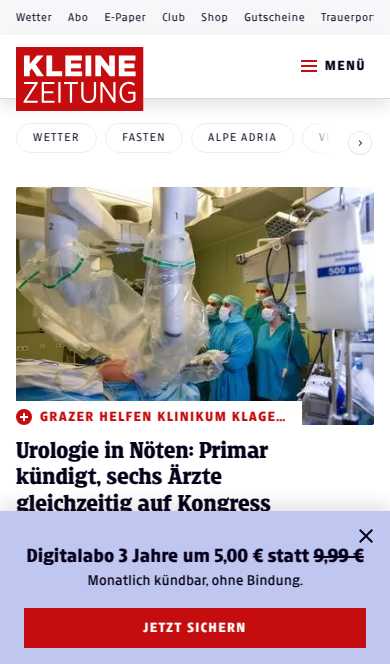 Wetter Abo E-Paper Club Shop Gutscheine Trauerpor
KLEINE
ZEITUNG
MENÜ
WETTER FASTEN ALPE ADRIA
2
1
500 ml
GRAZER HELFEN KLINIKUM KLAGE...
Urologie in Nöten: Primar
kündigt, sechs Ärzte
gleichzeitig auf Kongress
Digitalabo 3 Jahre um 5,00 € statt 9,99 €
Monatlich kündbar, ohne Bindung.
JETZT SICHERN